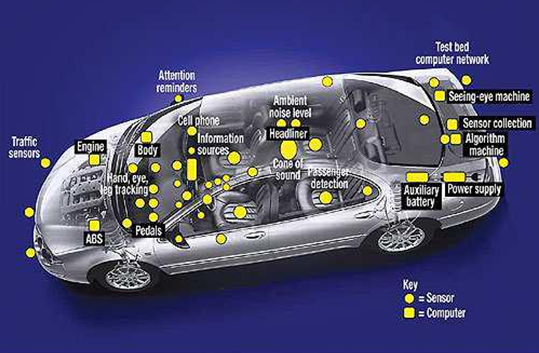 Test bed
computer network
Attention
reminders
Seeing-eye machine
Cell phone
Ambient
noise level
Headliner
Sensor collection
Traffic
sensors
Engine
Body
Information
sources
Algorithm
machine
Cone of
sound
Hand, eye,
leg tracking
Passenger
detection
Auxiliary
battery
Power supply
ABS
Pedals
Key
= Sensor
= Computer